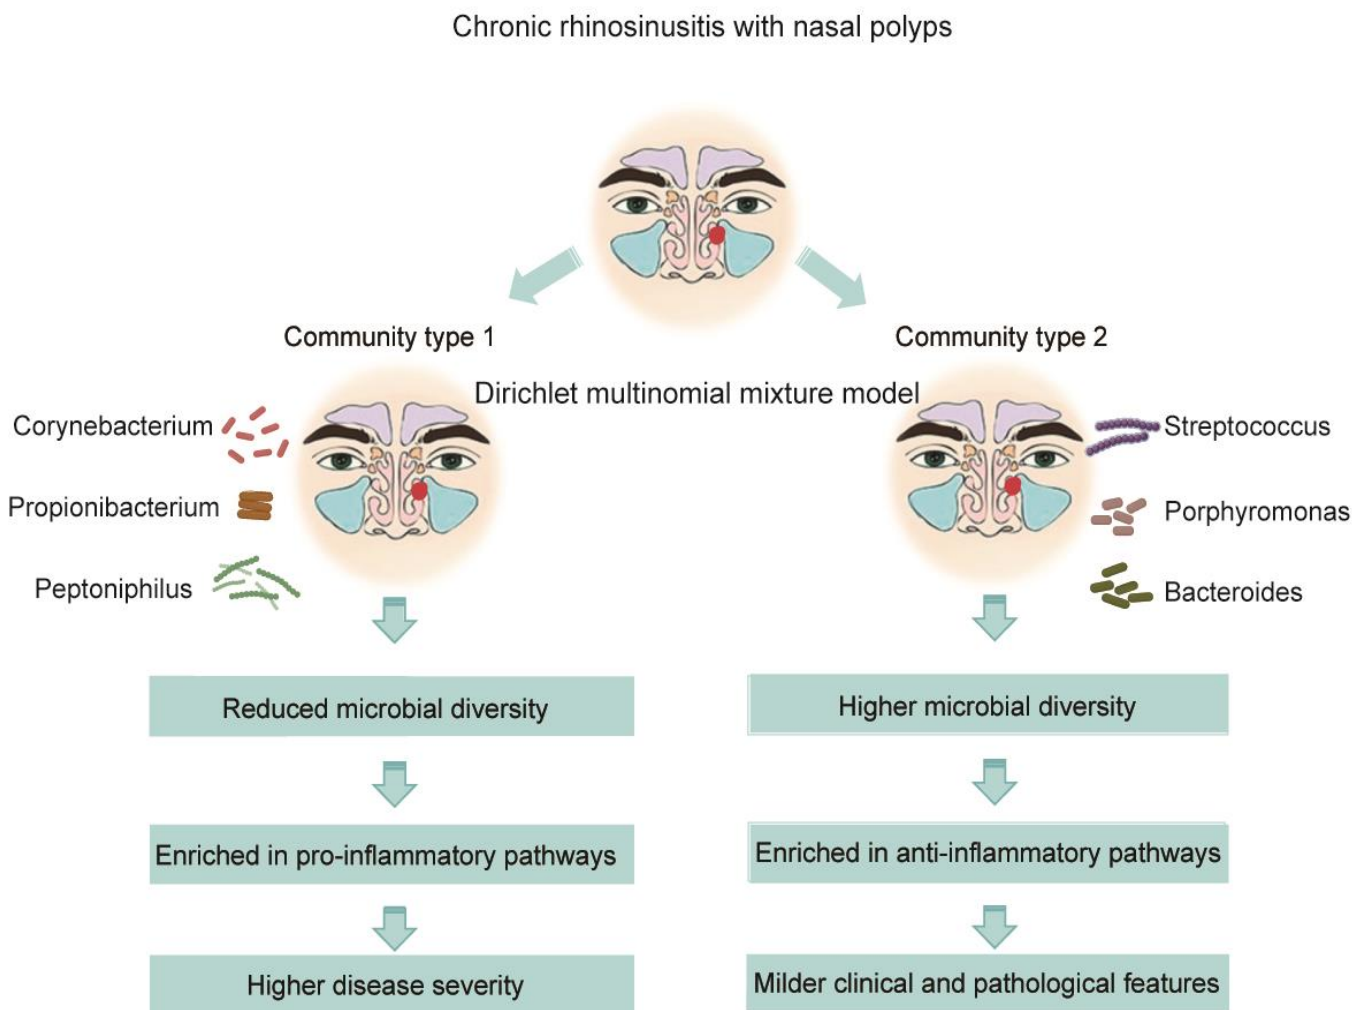 Chronic rhinosinusitis with nasal polyps
Community type 1
Community type 2
Dirichlet multinomial mixture model
Corynebacterium
Propionibacterium
Peptoniphilus
Streptococcus
Porphyromonas
Bacteroides
Reduced microbial diversity
Enriched in pro-inflammatory pathways
Higher disease severity
Higher microbial diversity
Enriched in anti-inflammatory pathways
Milder clinical and pathological features